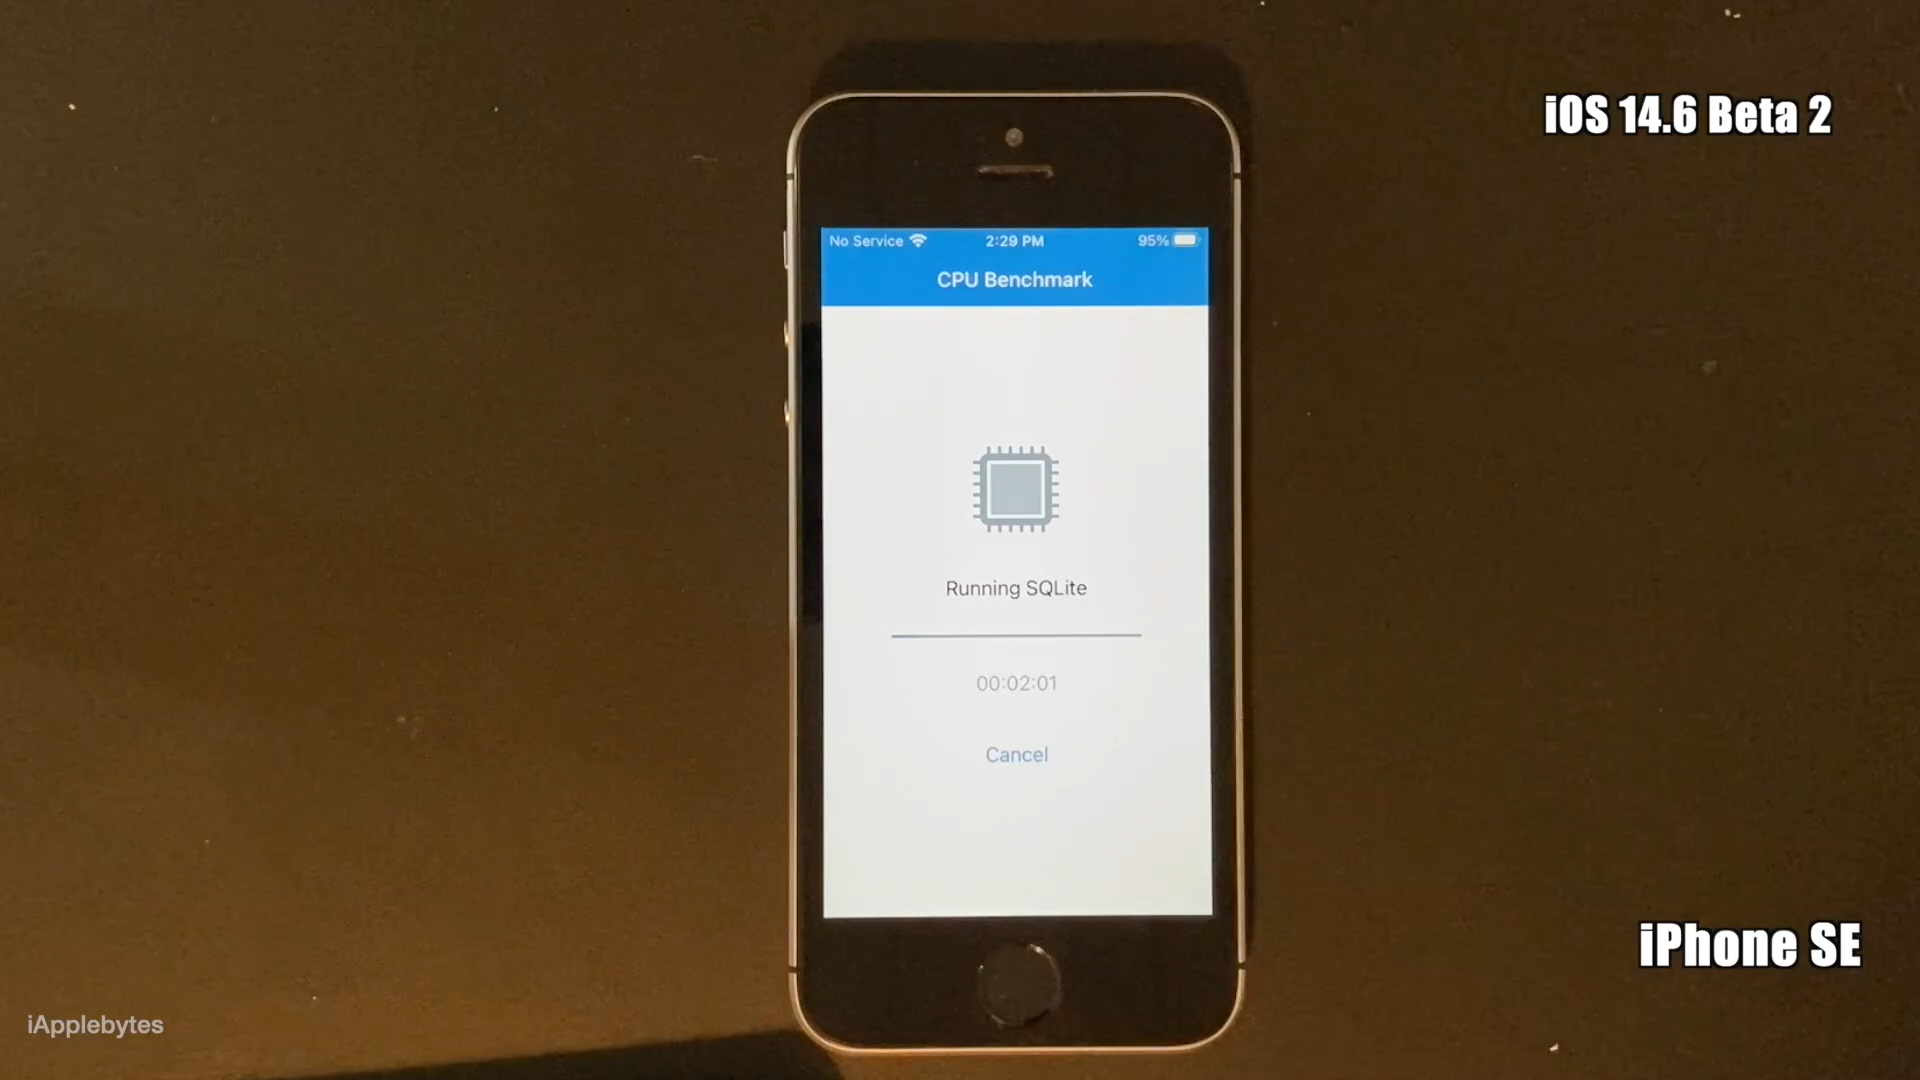 iOS 14.6 Beta 2
No Service 2:29 PM 95%
CPU Benchmark
Running SQLite
00:02:01
Cancel
iPhone SE
iApplebytes